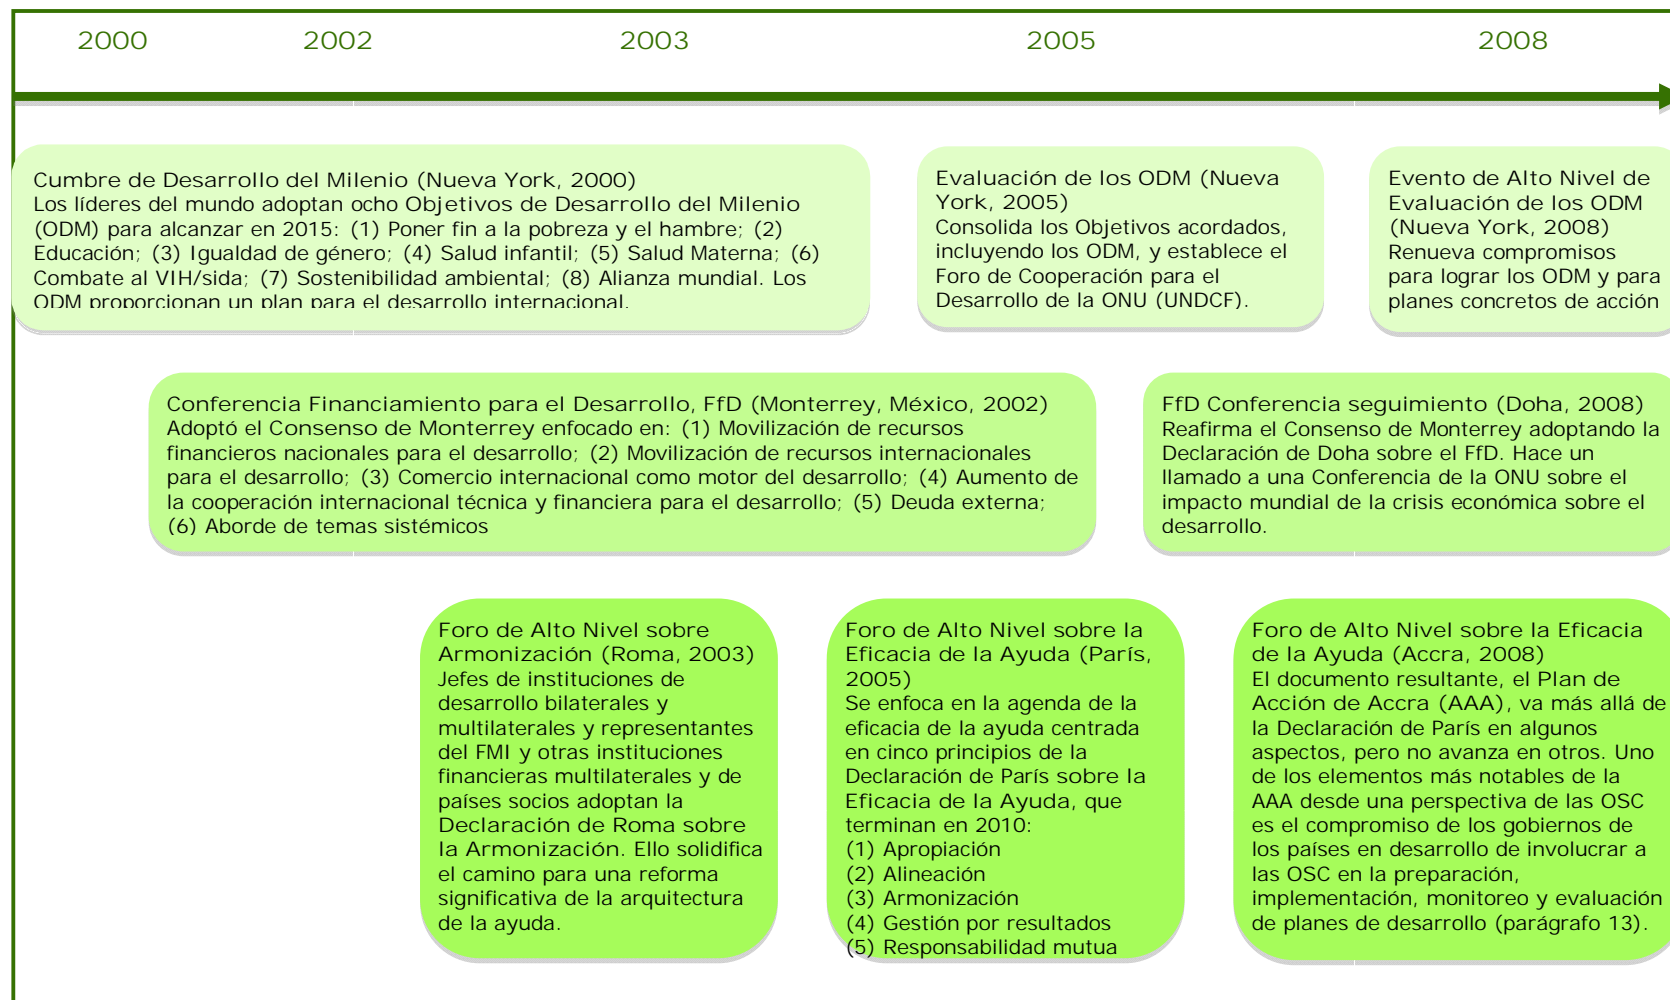 2000 2002 2003 2005 2008
Cumbre de Desarrollo del Milenio (Nueva York, 2000)
Los líderes del mundo adoptan ocho Objetivos de Desarrollo del Milenio
(ODM) para alcanzar en 2015: (1) Poner fin a la pobreza y el hambre; (2)
Educación; (3) Igualdad de género; (4) Salud infantil; (5) Salud Materna; (6)
Combate al VIH/sida; (7) Sostenibilidad ambiental; (8) Alianza mundial. Los
ODM proporcionan un plan para el desarrollo internacional.
Evaluación de los ODM (Nueva
York, 2005)
Consolida los Objetivos acordados,
incluyendo los ODM, y establece el
Foro de Cooperación para el
Desarrollo de la ONU (UNDCF).
Evento de Alto Nivel de
Evaluación de los ODM
(Nueva York, 2008)
Renueva compromisos
para lograr los ODM y para
planes concretos de acción
Conferencia Financiamiento para el Desarrollo, FfD (Monterrey, México, 2002)
Adoptó el Consenso de Monterrey enfocado en: (1) Movilización de recursos
financieros nacionales para el desarrollo; (2) Movilización de recursos internacionales
para el desarrollo; (3) Comercio internacional como motor del desarrollo; (4) Aumento de
la cooperación internacional técnica y financiera para el desarrollo; (5) Deuda externa;
(6) Aborde de temas sistémicos
FfD Conferencia seguimiento (Doha, 2008)
Reafirma el Consenso de Monterrey adoptando la
Declaración de Doha sobre el FfD. Hace un
llamado a una Conferencia de la ONU sobre el
impacto mundial de la crisis económica sobre el
desarrollo.
Foro de Alto Nivel sobre
Armonización (Roma, 2003)
Jefes de instituciones de
desarrollo bilaterales y
multilaterales y representantes
del FMI y otras instituciones
financieras multilaterales y de
países socios adoptan la
Declaración de Roma sobre
la Armonización. Ello solidifica
el camino para una reforma
significativa de la arquitectura
de la ayuda.
Foro de Alto Nivel sobre la
Eficacia de la Ayuda (París,
2005)
Se enfoca en la agenda de la
eficacia de la ayuda centrada
en cinco principios de la
Declaración de París sobre la
Eficacia de la Ayuda, que
terminan en 2010:
(1) Apropiación
(2) Alineación
(3) Armonización
(4) Gestión por resultados
(5) Responsabilidad mutua
Foro de Alto Nivel sobre la Eficacia
de la Ayuda (Accra, 2008)
El documento resultante, el Plan de
Acción de Accra (AAA), va más allá de
la Declaración de París en algunos
aspectos, pero no avanza en otros. Uno
de los elementos más notables de la
AAA desde una perspectiva de las OSC
es el compromiso de los gobiernos de
los países en desarrollo de involucrar a
las OSC en la preparación,
implementación, monitoreo y evaluación
de planes de desarrollo (parágrafo 13).